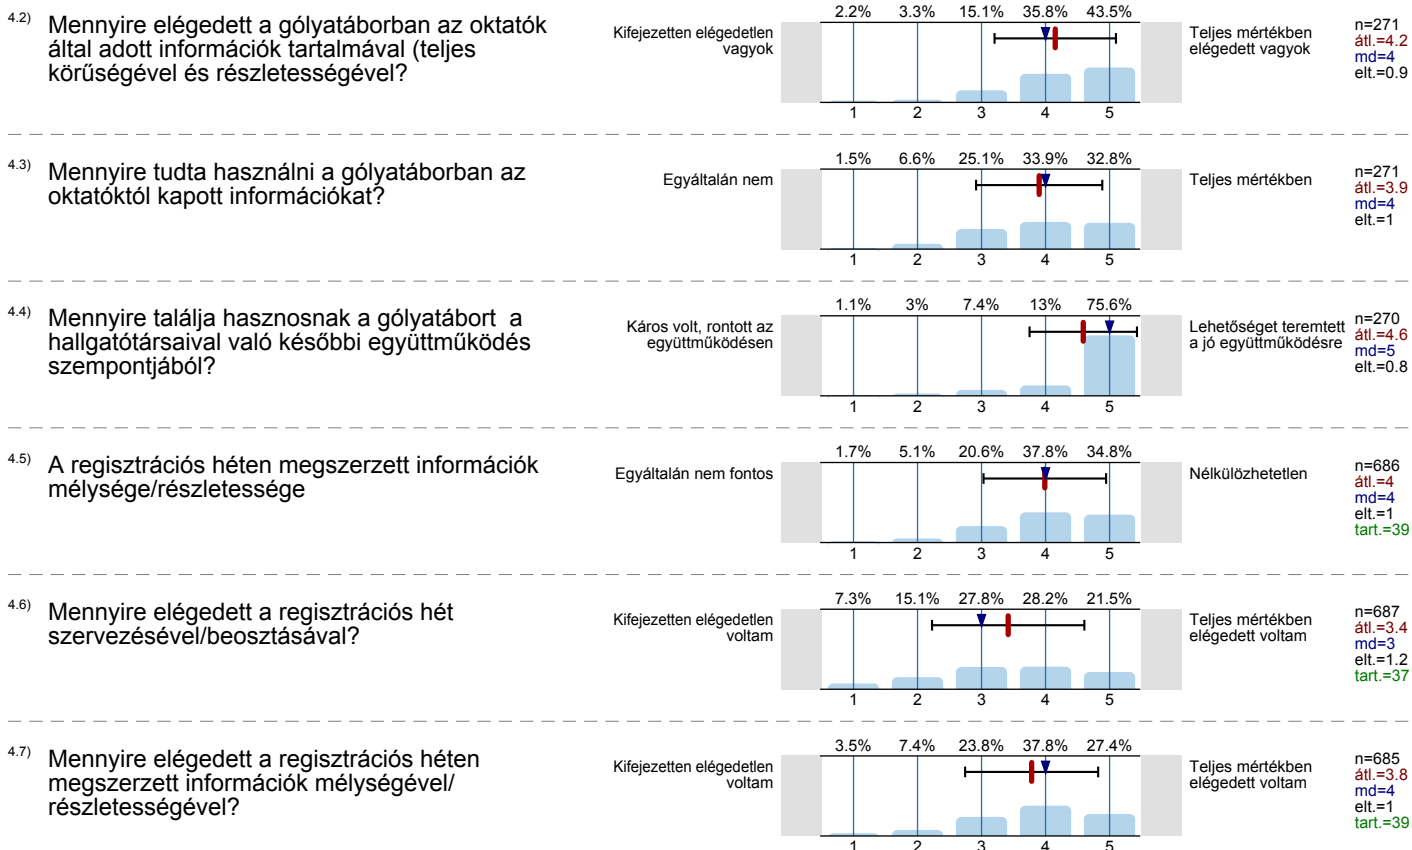 4.2) Mennyire elégedett a gólyatáborban az oktatók
által adott információk tartalmával (teljes
körűségével és részletességével?
Kifejezetten elégedetlen
vagyok
2.2% 3.3% 15.1% 35.8% 43.5%
1 2 3 4 5
Teljes mértékben
elégedett vagyok
n=271
átl.=4.2
md=4
elt.=0.9
4.3) Mennyire tudta használni a gólyatáborban az
oktatóktól kapott információkat?
Egyáltalán nem
1.5% 6.6% 25.1% 33.9% 32.8%
1 2 3 4 5
Teljes mértékben
n=271
átl.=3.9
md=4
elt.=1
4.4) Mennyire találja hasznosnak a gólyatábort a
hallgatótársaival való későbbi együttműködés
szempontjából?
Káros volt, rontott az
együttműködésen
1.1% 3% 7.4% 13% 75.6%
1 2 3 4 5
Lehetőséget teremtett
a jó együttműködésre
n=270
átl.=4.6
md=5
elt.=0.8
4.5) A regisztrációs héten megszerzett információk
mélysége/részletessége
Egyáltalán nem fontos
1.7% 5.1% 20.6% 37.8% 34.8%
1 2 3 4 5
Nélkülözhetetlen
n=686
átl.=4
md=4
elt.=1
tart.=39
4.6) Mennyire elégedett a regisztrációs hét
szervezésével/beosztásával?
Kifejezetten elégedetlen
voltam
7.3% 15.1% 27.8% 28.2% 21.5%
1 2 3 4 5
Teljes mértékben
elégedett voltam
n=687
átl.=3.4
md=3
elt.=1.2
tart.=37
4.7) Mennyire elégedett a regisztrációs héten
megszerzett információk mélységével/
részletességével?
Kifejezetten elégedetlen
voltam
3.5% 7.4% 23.8% 37.8% 27.4%
1 2 3 4 5
Teljes mértékben
elégedett voltam
n=685
átl.=3.8
md=4
elt.=1
tart.=39